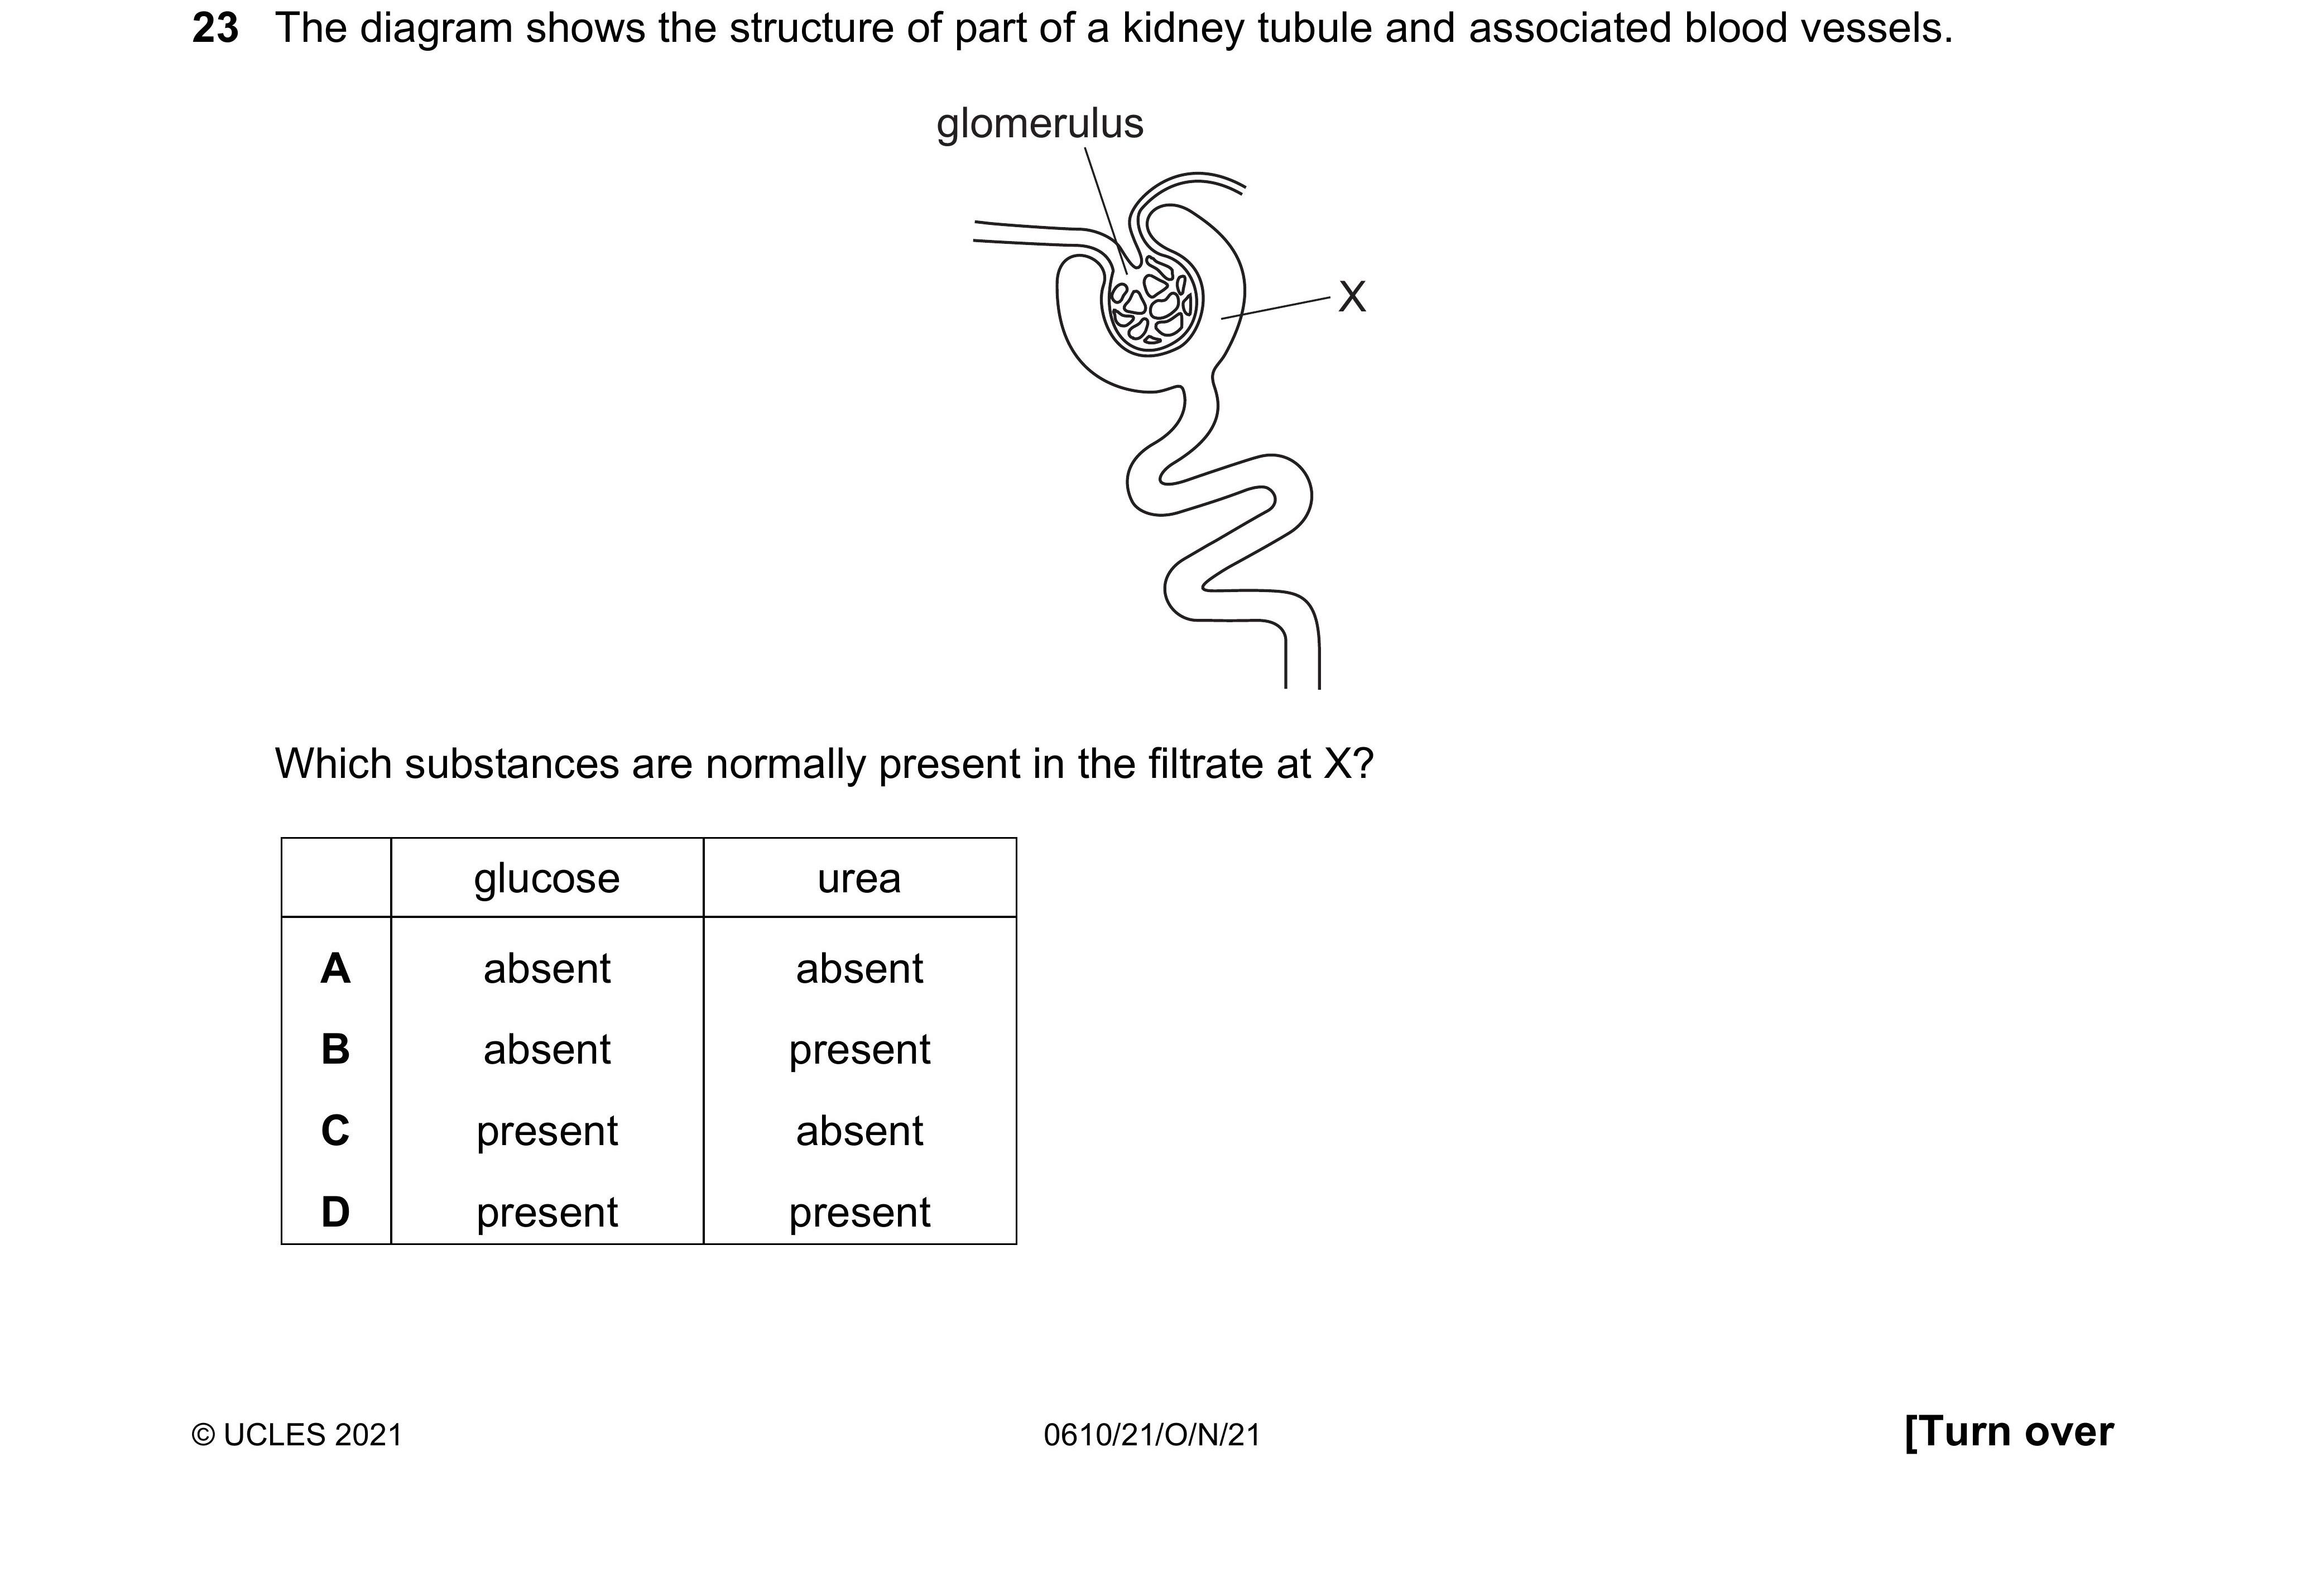 23 The diagram shows the structure of part of a kidney tubule and associated blood vessels.
glomerulus
X
Which substances are normally present in the filtrate at X?
glucose urea
A absent absent
B absent present
C present absent
D present present
© UCLES 2021 0610/21/O/N/21 [Turn over